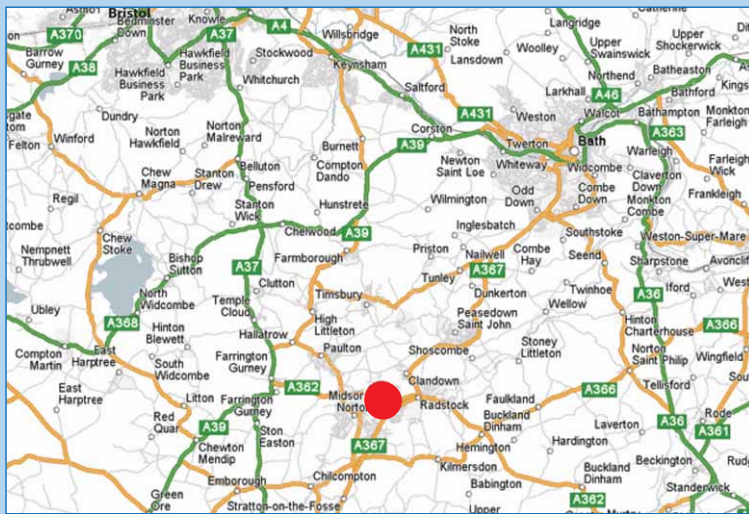 Bristol
Knowle
A4
Willsbridge
North
Stoke
Langridge
Upper
Swainswick
Upper
Shockerwick
A370
Bedminster
Down
A37
Hawkfield
Business
Park
Stockwood
Keynsham
A431
Lansdown
Woolley
Barrow
Gurney
A38
Hawkfield
Business
Park
Whitchurch
Saltford
Larkhall
Northend
Batheaston
A46
Bathford
Weston
Walcot
Bathampton
Monkton
Farleigh
Dundry
A431
Corston
Felton
Winford
Norton
Hawkfield
Norton
Malreward
Burnett
A39
Twerton
Bath
A363
Warleigh
Farleigh
Wick
Chew
Magna
Stanton
Drew
Belluton
Pensford
Compton
Dando
Newton
Saint Loe
Whiteway
Widcombe
Claverton
Down
Combe
Down
Regil
Stanton
Wick
Hunstrete
Wilmington
Odd
Down
Monkton
Combe
Frankleigh
Chew
Stoke
Chelwood
A39
Inglesbatch
Southstoke
Weston-Super-Mare
Nempnett
Thrubwell
Bishop
Sutton
A37
Farmborough
Priston
Nailwell
Combe
Hay
Seend
Sharpstone
Avoncliff
Clutton
Tunley
A367
Iford
Ubley
North
Widcombe
Temple
Cloud
Timsbury
Dunkerton
Twinhoe
A36
A368
High
Littleton
Peasedown
Saint John
Wellow
Hinton
Charterhouse
A366
Compton
Martin
East
Harptree
Hinton
Blewett
Hallatrow
Paulton
Shoscombe
Stoney
Littleton
Norton
Saint Philip
Wingfield
South
Widcombe
Farrington
Gurney
Clandown
Tellisford
East
Harptree
Litton
A362
Radstock
Faulkland
A366
Farrington
Gurney
Norton
Buckland
Dinham
A36
Rode
Red
Quar
A39
Ston
Easton
Laverton
A361
Chewton
Mendip
A367
Hemington
Hardington
Kilmersdon
Buckland
Dinham
Beckington
Green
Ore
Emborough
Chilcompton
Babington
Standerwick
Stratton-on-the-Fosse
Upper
A362